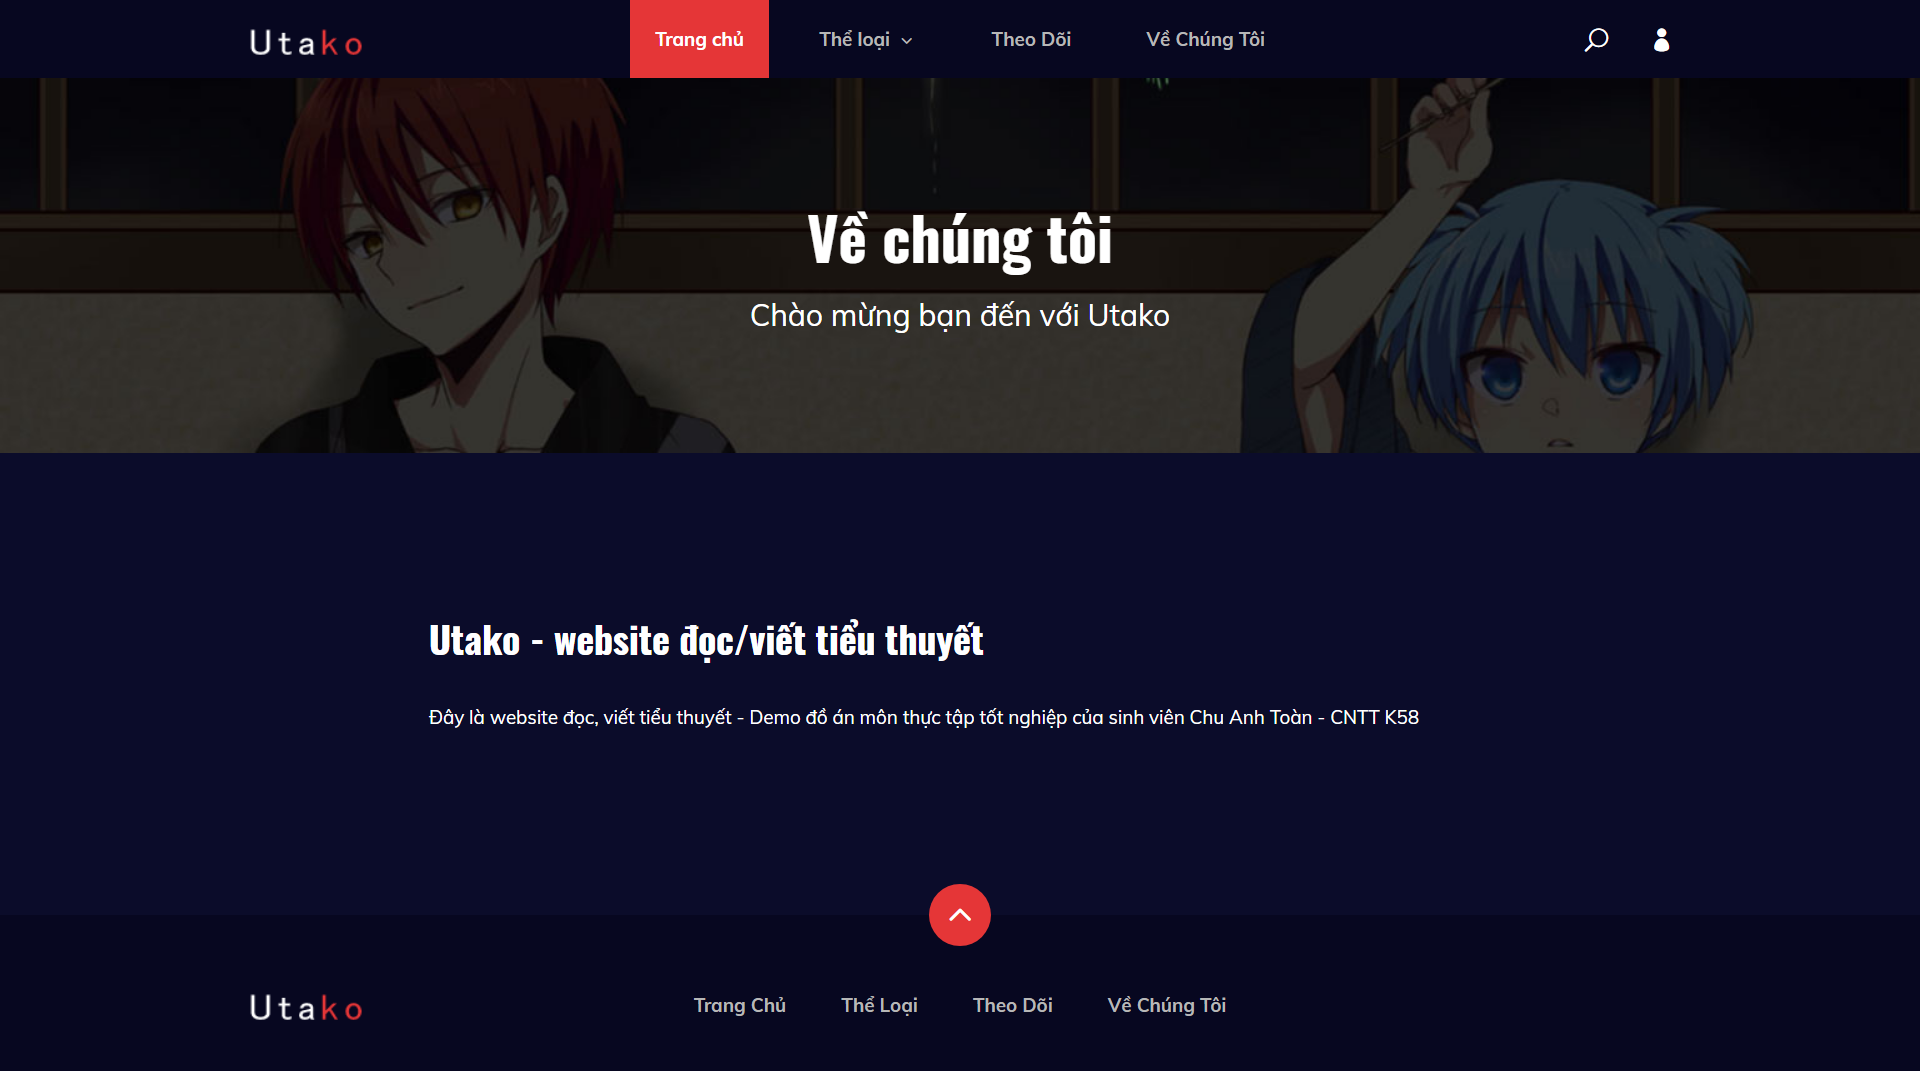 Utako
Trang chủ
Thể loại
Theo Dõi
Về Chúng Tôi
Về chúng tôi
Chào mừng bạn đến với Utako
Utako - website đọc/viết tiểu thuyết
Đây là website đọc, viết tiểu thuyết - Demo đồ án môn thực tập tốt nghiệp của sinh viên Chu Anh Toàn - CNTT K58
Utako
Trang Chủ
Thể Loại
Theo Dõi
Về Chúng Tôi